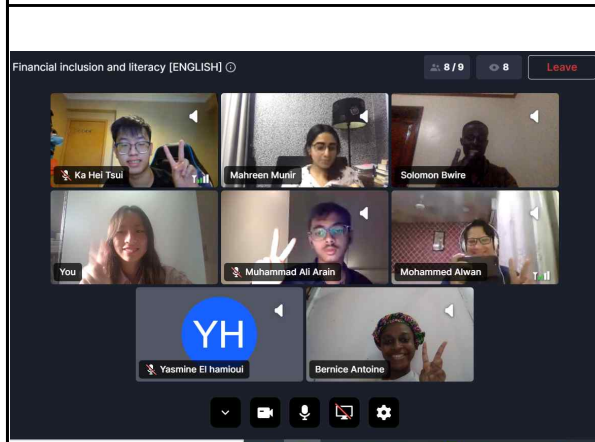 Financial inclusion and literacy [ENGLISH]
8 / 9
8
Leave
Ka Hei Tsui
Mahreen Munir
Solomon Bwire
You
Muhammad Ali Arain
Mohammed Alwan
YH
Yasmine El hamioui
Bernice Antoine